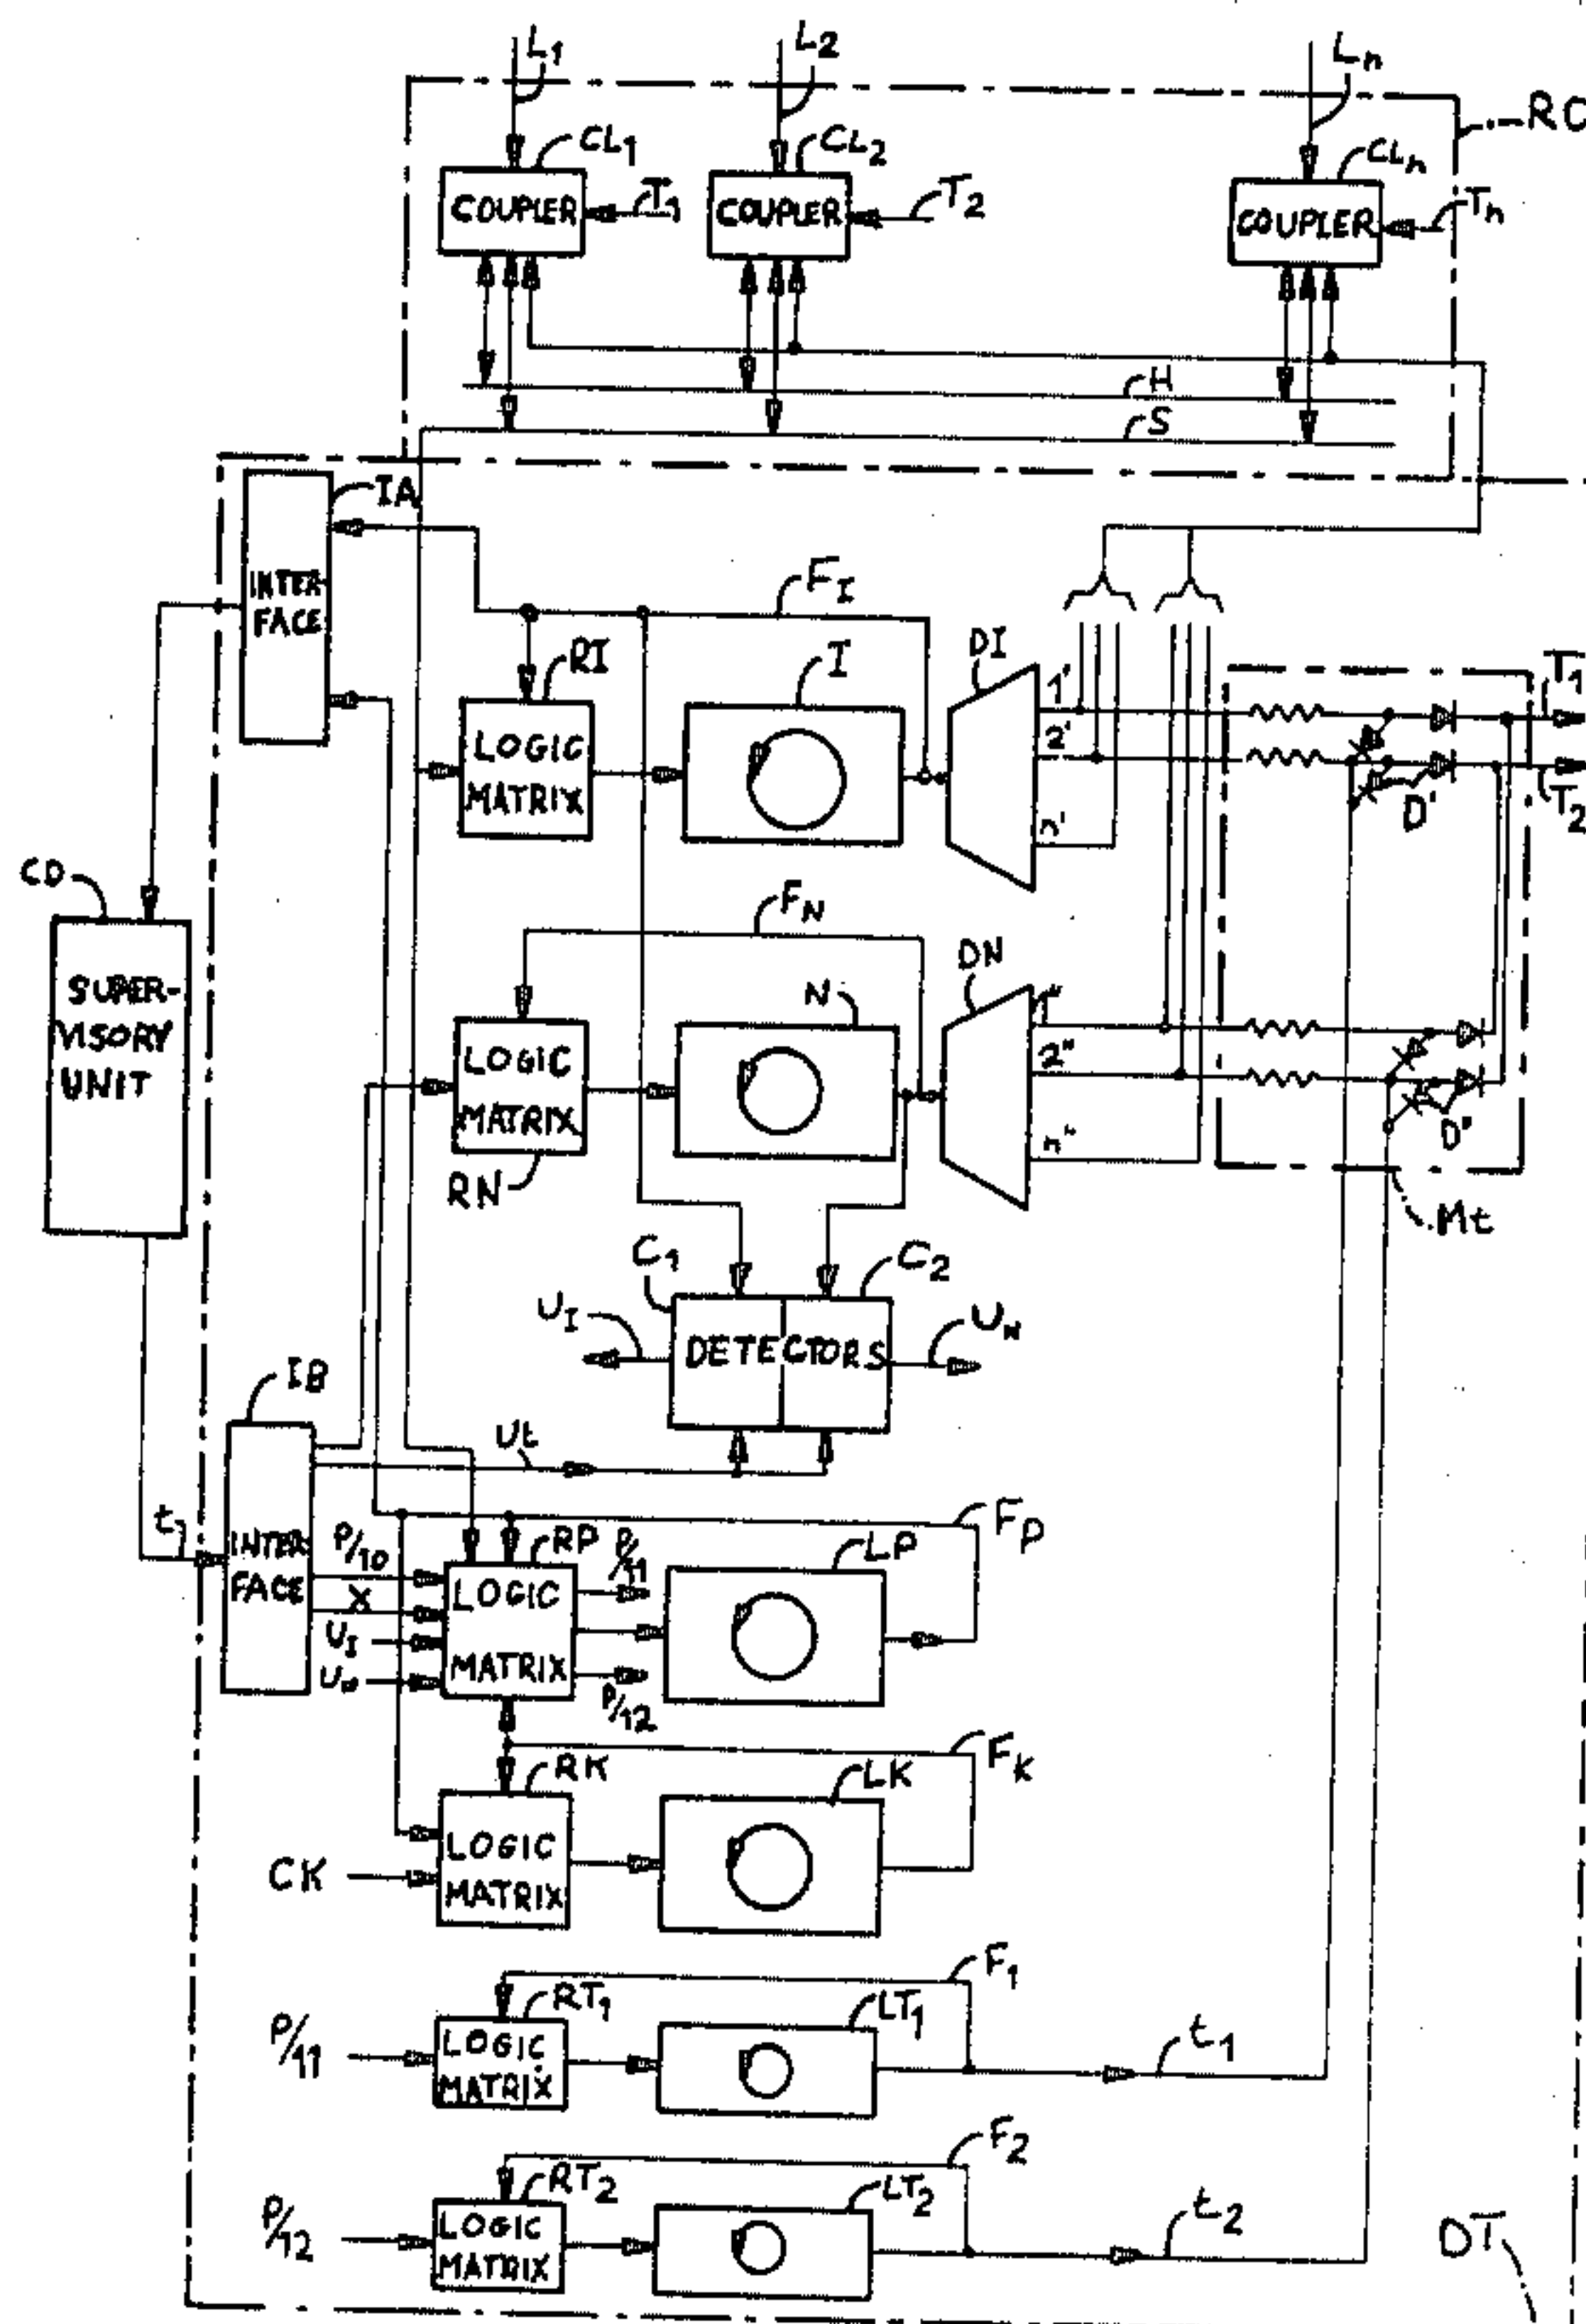 L1 L2 Ln
RC
CL1 CL2 CLn
COUPLER T1 COUPLER T2 COUPLER Tn
H
S
IA
INTER
FACE
FI
RI I DI
1'
2'
n'
LOGIC
MATRIX
T1
T2
D'
CD
SUPER-
VISORY
UNIT
FN
N DN
1"
2"
n"
LOGIC
MATRIX
RN
D"
Mt
C1 C2
UI UN
DETECTORS
IB
Ut
t
INTER
FACE
P/10
X
UI
UN
RP P/11 LP FP
LOGIC
MATRIX
P/12
RK LK FK
LOGIC
MATRIX
CK
F1
RT1 LT1
P/11
LOGIC
MATRIX
t1
F2
RT2 LT2
P/12
LOGIC
MATRIX
t2
DT